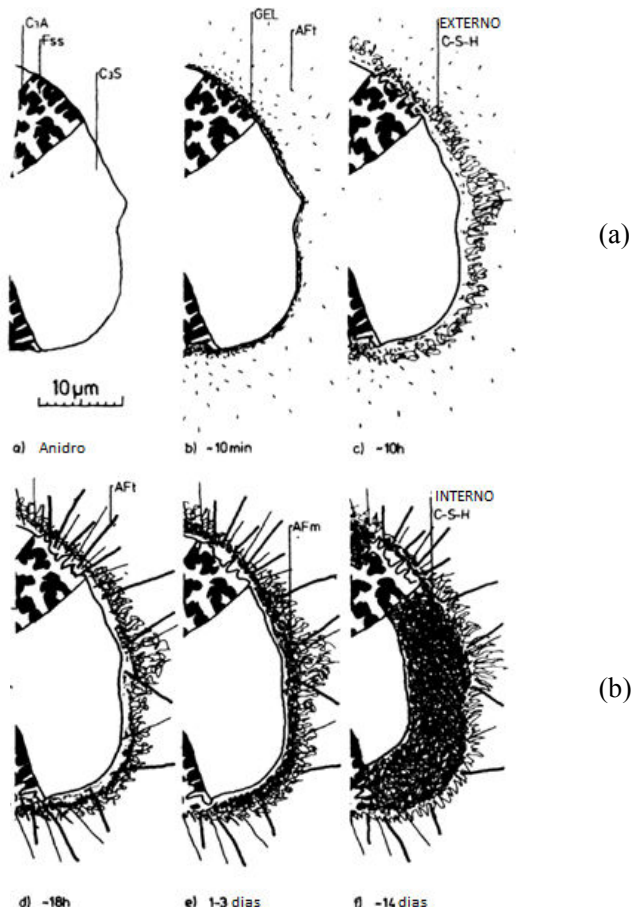 C₃A
Fss
C₃S
GEL
AFt
EXTERNO
C-S-H
(a)
10 µm
a) Anidro
b) ~10 min
c) ~10h
AFt
AFm
INTERNO
C-S-H
(b)
d) ~18h
e) 1-3 dias
f) ~14 dias